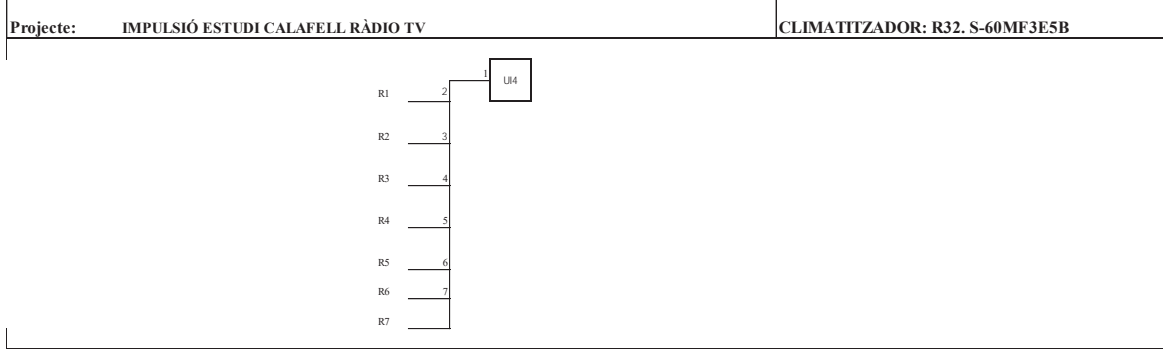 Projecte: IMPULSIÓ ESTUDI CALAFELL RÀDIO TV CLIMATITZADOR: R32. S-60MF3E5B
1 UI4
R1 2
R2 3
R3 4
R4 5
R5 6
R6 7
R7